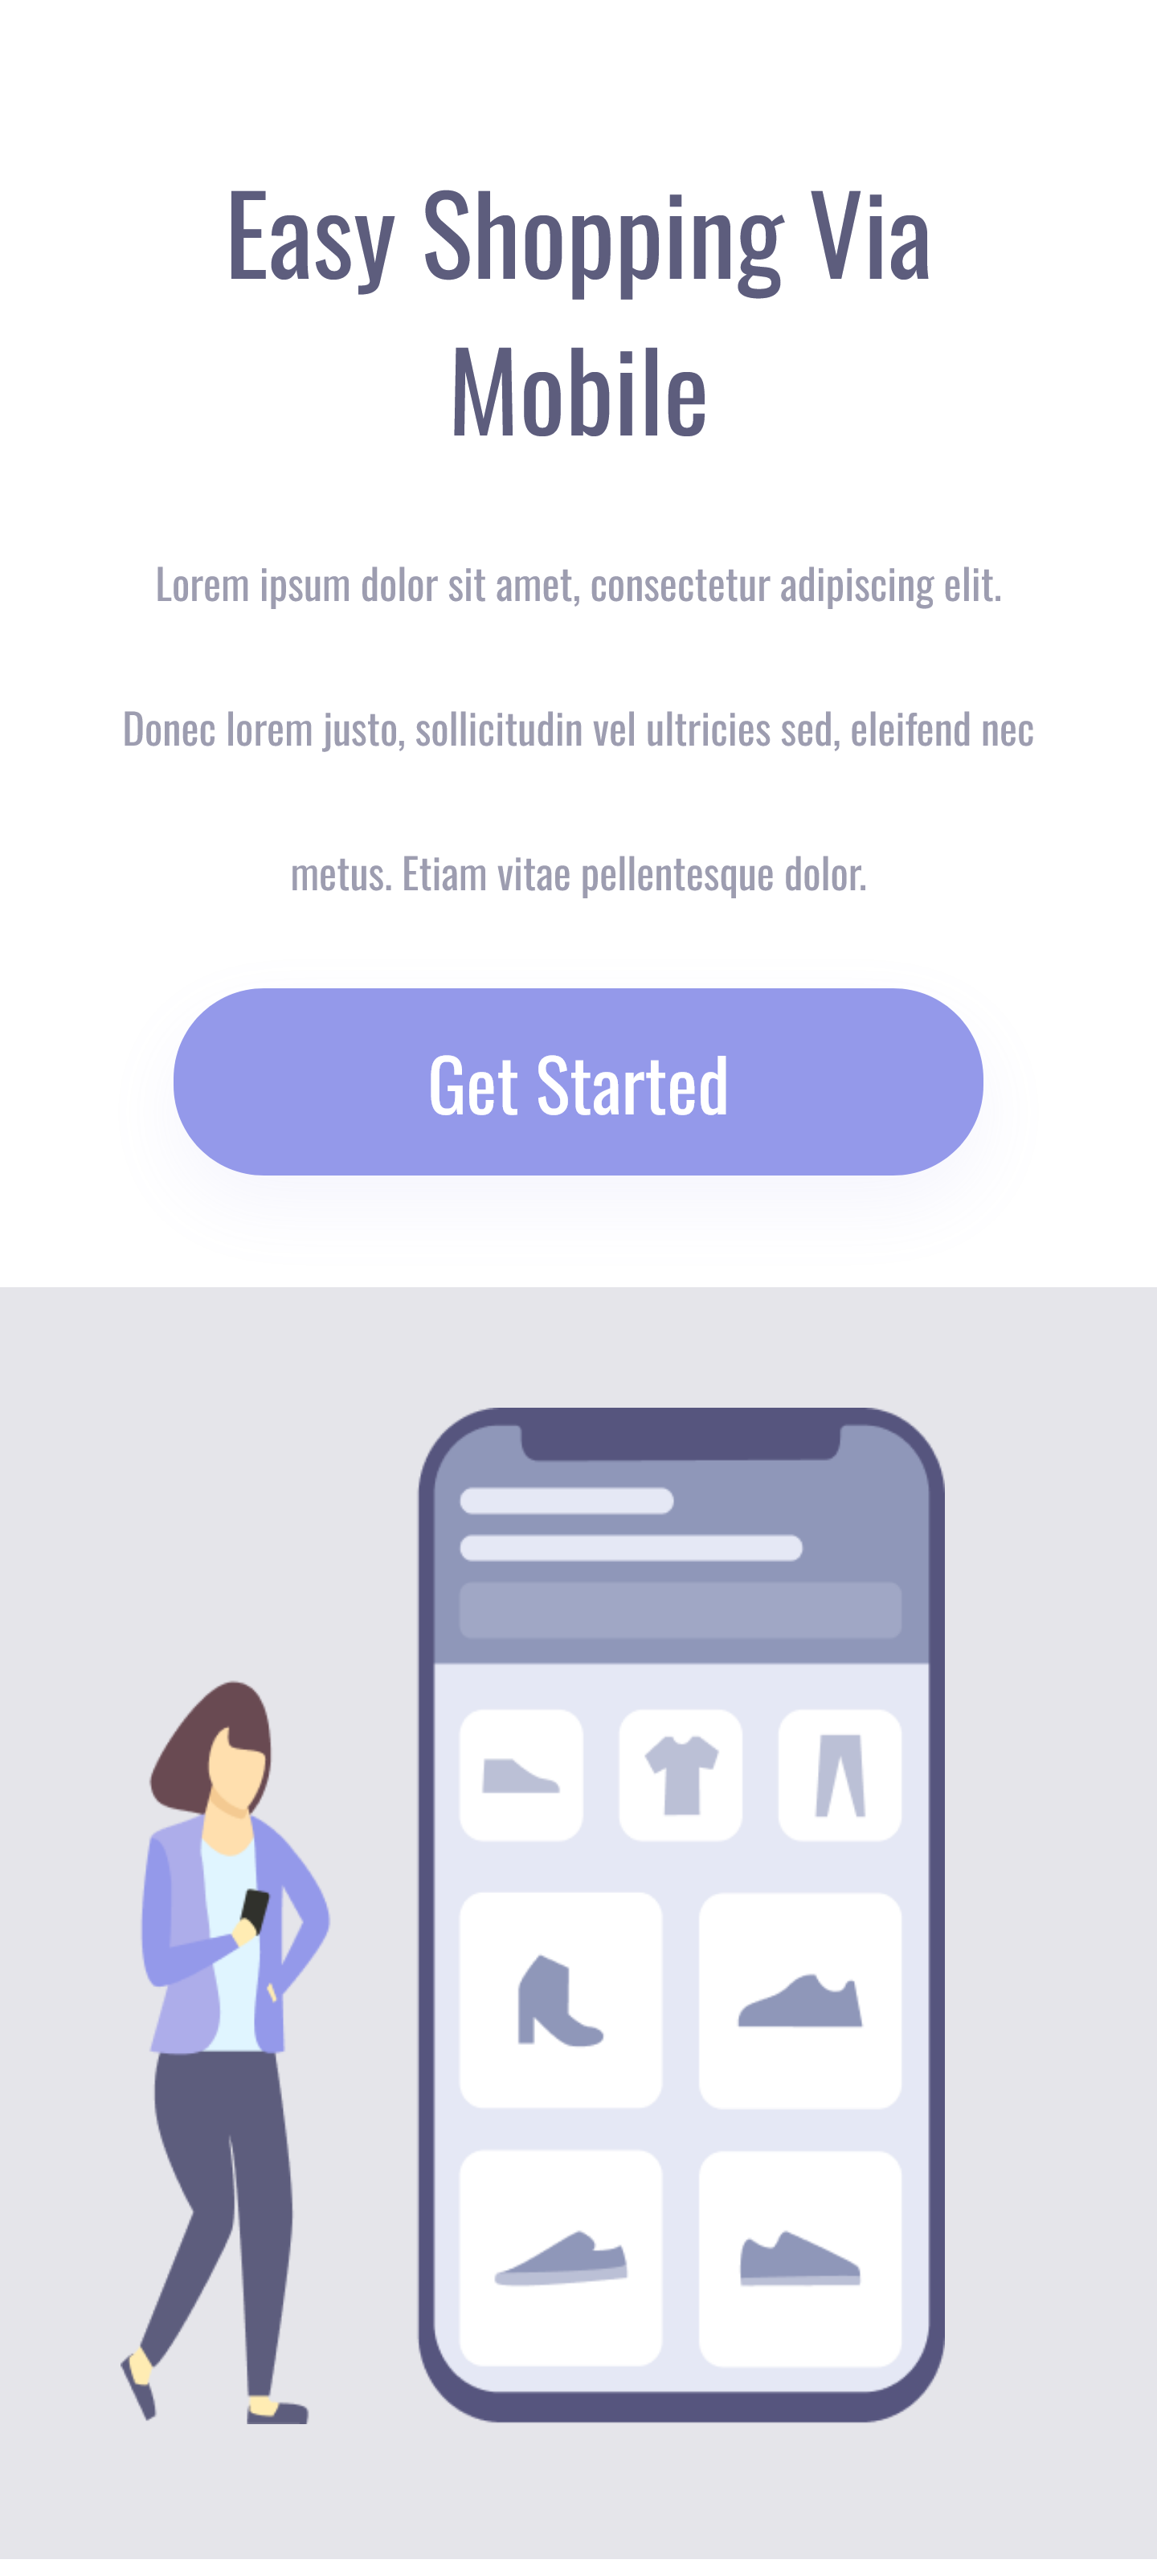 Easy Shopping Via
Mobile
Lorem ipsum dolor sit amet, consectetur adipiscing elit.
Donec lorem justo, sollicitudin vel ultricies sed, eleifend nec
metus. Etiam vitae pellentesque dolor.
Get Started